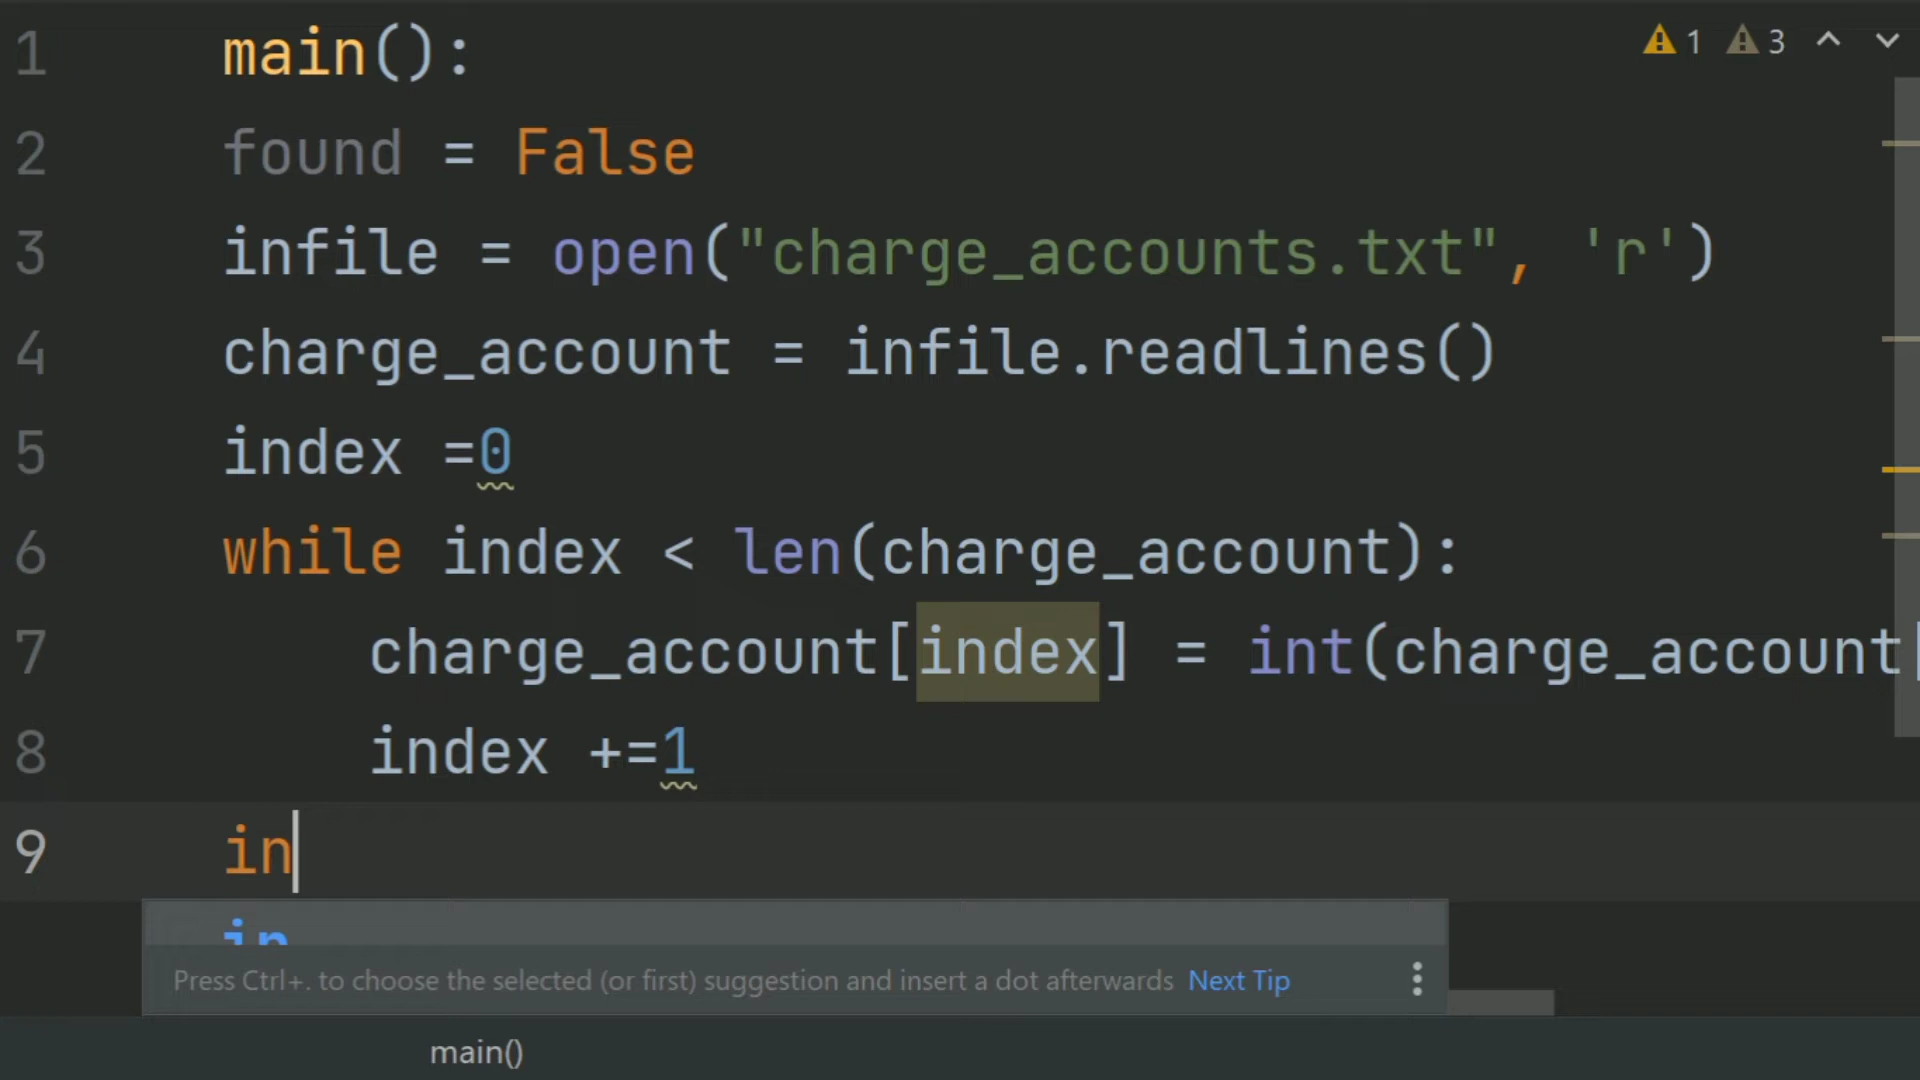 1 main():
1 3
2 found = False
3 infile = open("charge_accounts.txt", 'r')
4 charge_account = infile.readlines()
5 index =0
6 while index < len(charge_account):
7 charge_account[index] = int(charge_account[
8 index +=1
9 in
in
Press Ctrl+. to choose the selected (or first) suggestion and insert a dot afterwards Next Tip
main()